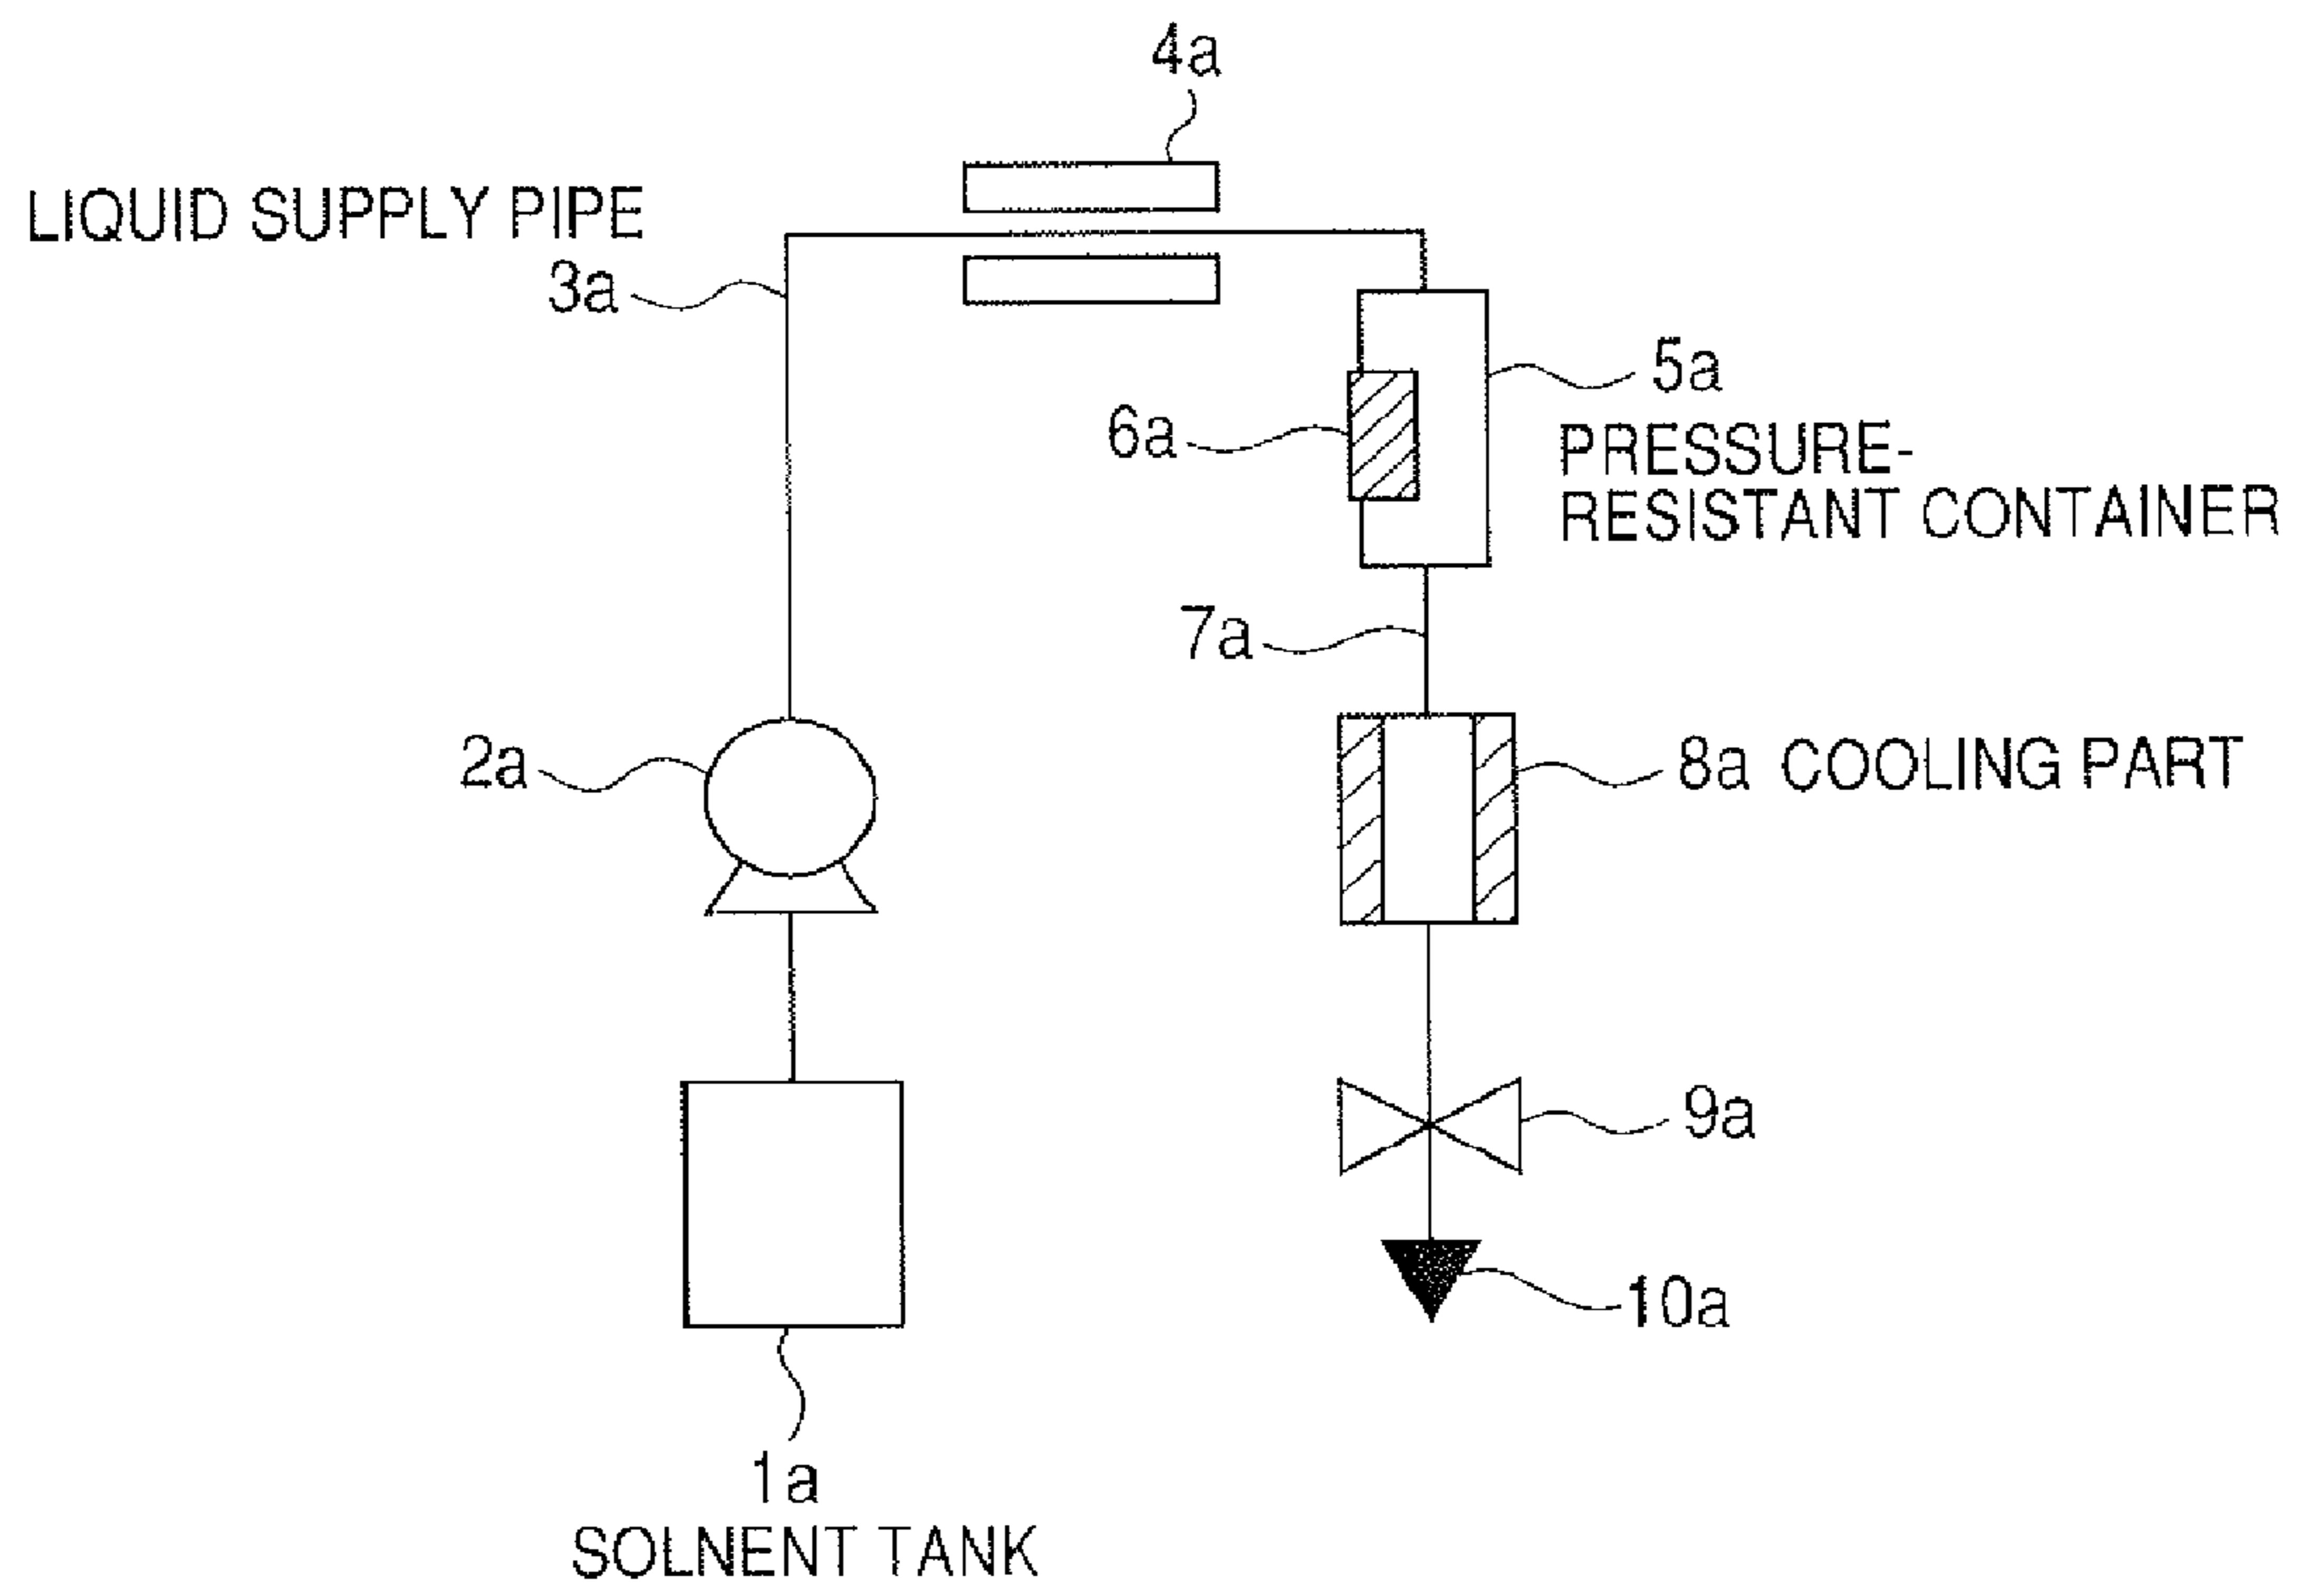 4a
LIQUID SUPPLY PIPE
3a
5a
6a
PRESSURE-
RESISTANT CONTAINER
7a
2a
8a COOLING PART
9a
10a
1a
SOLNENT TANK